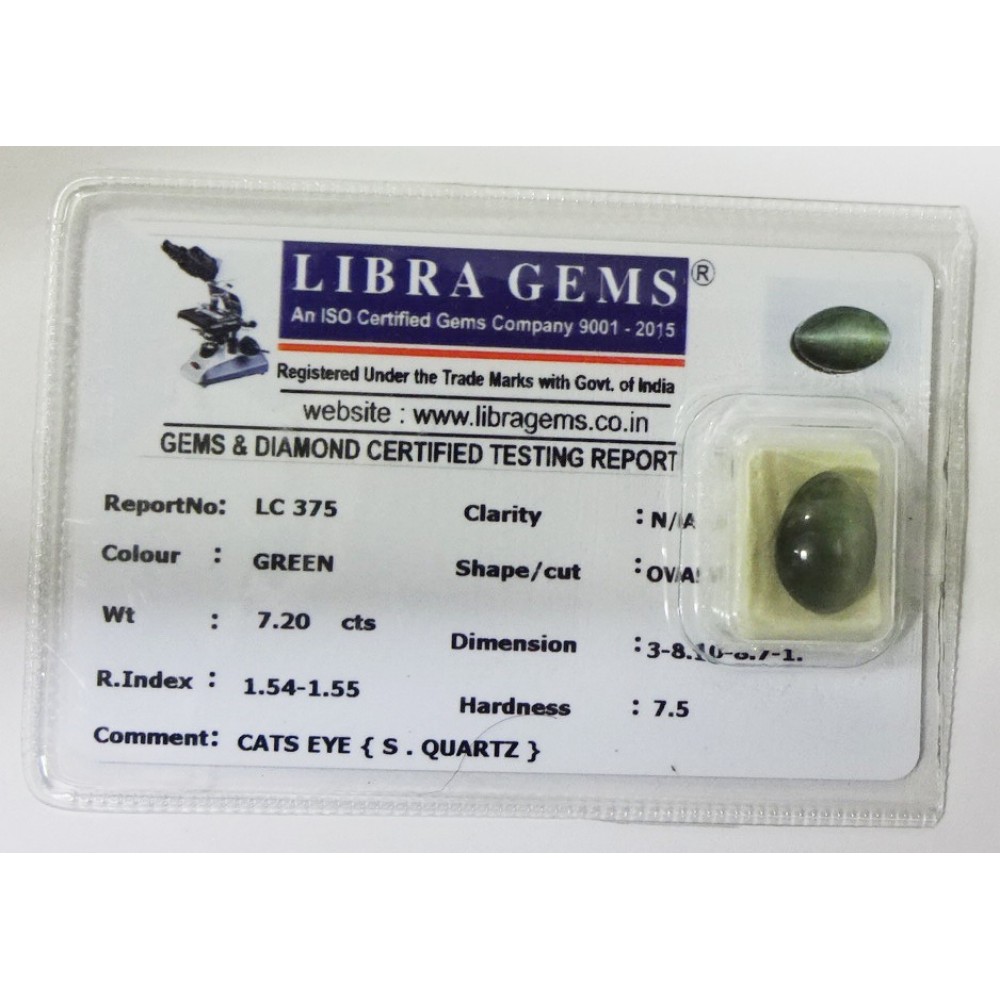 LIBRA GEMS ®
An ISO Certified Gems Company 9001 - 2015
Registered Under the Trade Marks with Govt. of India
website : www.libragems.co.in
GEMS & DIAMOND CERTIFIED TESTING REPORT
ReportNo: LC 375
Colour : GREEN
Wt : 7.20 cts
R.Index : 1.54-1.55
Comment: CATS EYE { S . QUARTZ }
Clarity : N/A
Shape/cut :
Dimension :
Hardness : 7.5